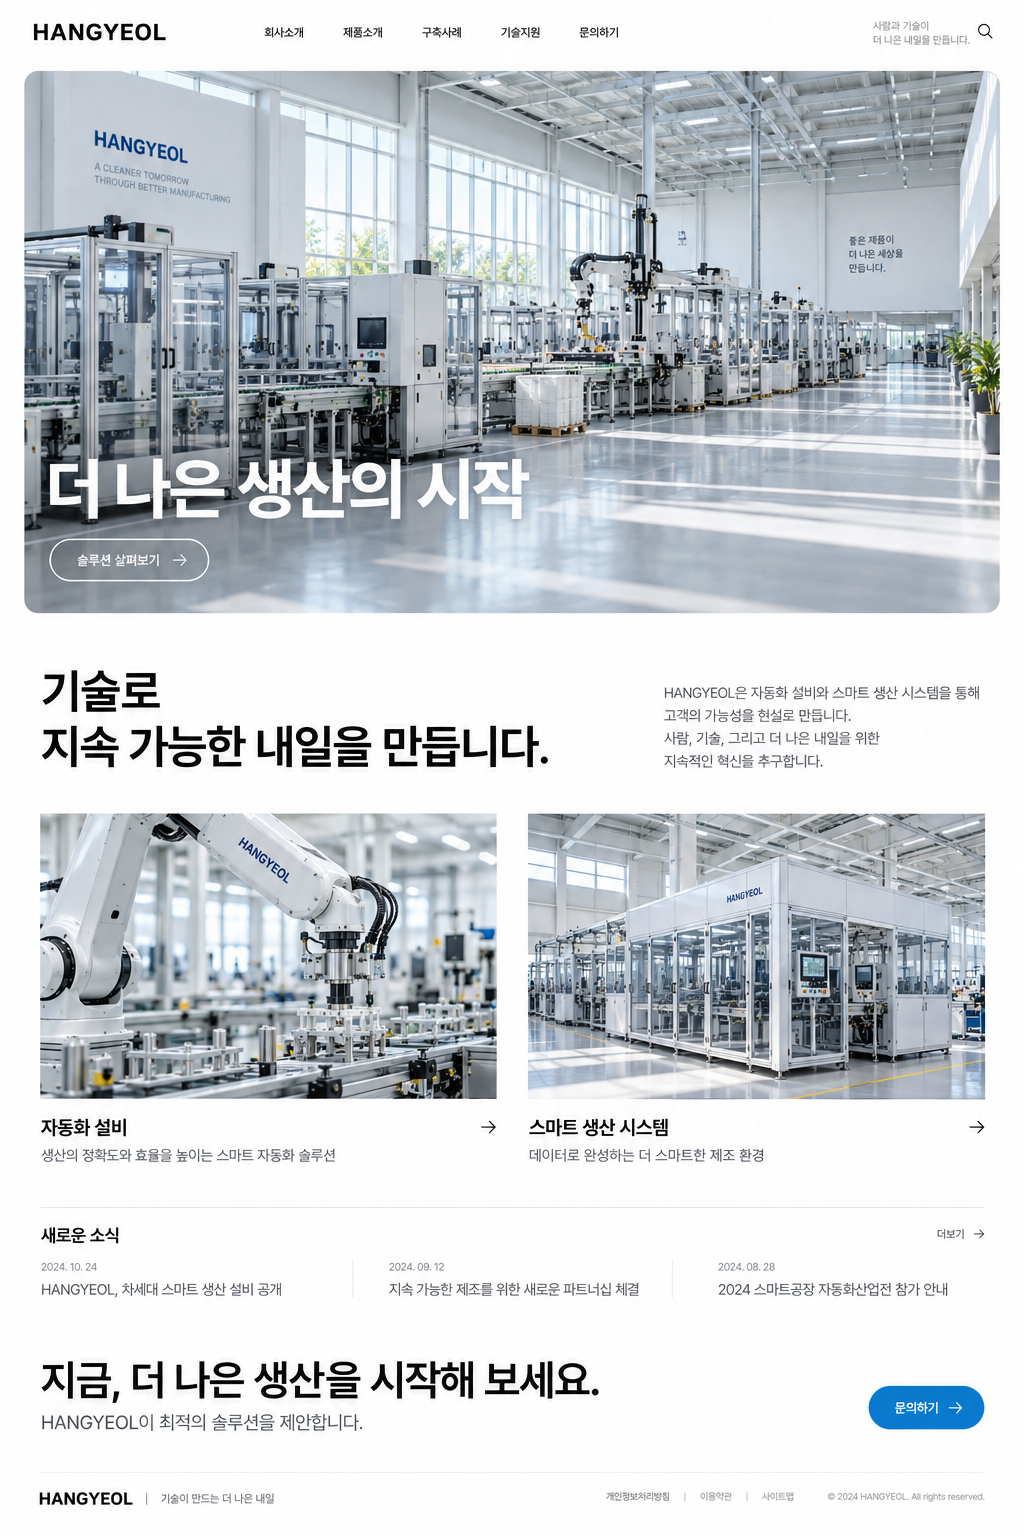 HANGYEOL
회사소개
제품소개
구축사례
기술지원
문의하기
사람과 기술이
더 나은 내일을 만듭니다.
HANGYEOL
A CLEANER TOMORROW
THROUGH BETTER MANUFACTURING
좋은 제품이
더 나은 세상을
만듭니다.
더 나은 생산의 시작
솔루션 살펴보기
기술로
지속 가능한 내일을 만듭니다.
HANGYEOL은 자동화 설비와 스마트 생산 시스템을 통해
고객의 가능성을 현설로 만듭니다.
사람, 기술, 그리고 더 나은 내일을 위한
지속적인 혁신을 추구합니다.
HANGYEOL
HANGYEOL
자동화 설비
생산의 정확도와 효율을 높이는 스마트 자동화 솔루션
스마트 생산 시스템
데이터로 완성하는 더 스마트한 제조 환경
새로운 소식
더보기
2024. 10. 24
HANGYEOL, 차세대 스마트 생산 설비 공개
2024. 09. 12
지속 가능한 제조를 위한 새로운 파트너십 체결
2024. 08. 28
2024 스마트공장 자동화산업전 참가 안내
지금, 더 나은 생산을 시작해 보세요.
HANGYEOL이 최적의 솔루션을 제안합니다.
문의하기
HANGYEOL | 기술이 만드는 더 나은 내일
개인정보처리방침 | 이용약관 | 사이트맵
© 2024 HANGYEOL. All rights reserved.